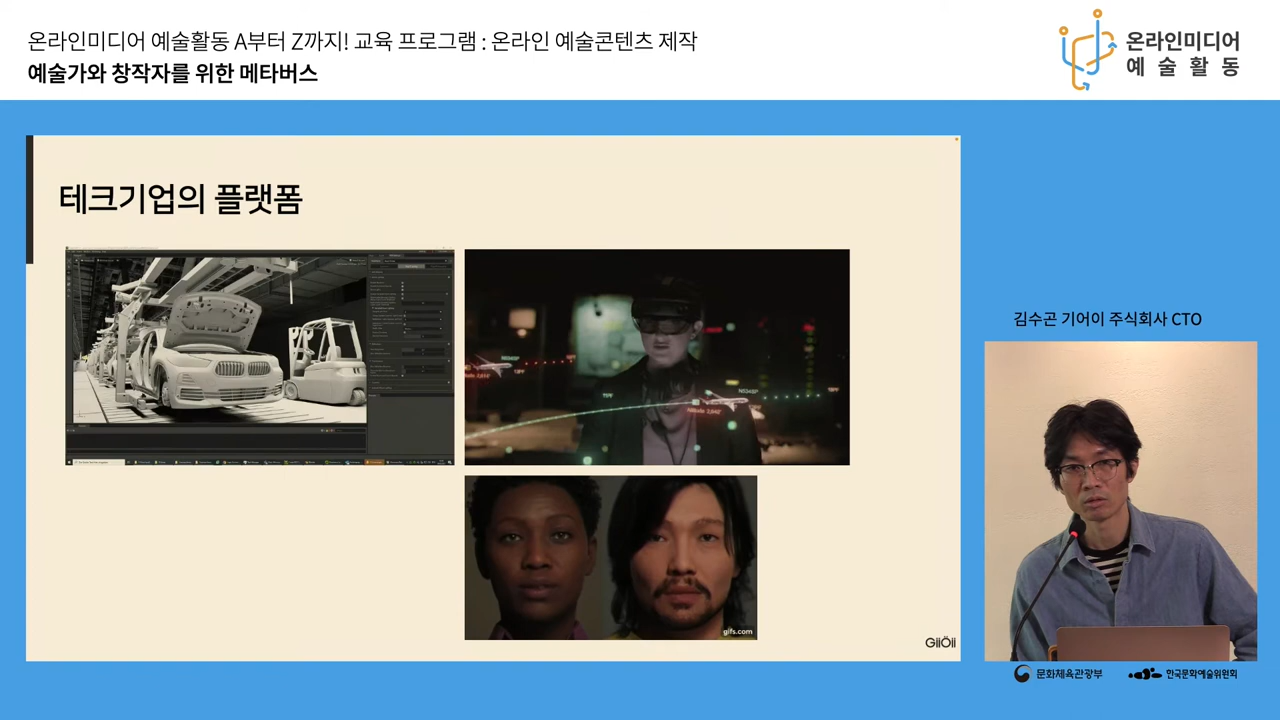 온라인미디어 예술활동 A부터 Z까지! 교육 프로그램 : 온라인 예술콘텐츠 제작
예술가와 창작자를 위한 메타버스
온라인미디어
예술활동
테크기업의 플랫폼
gifs.com
GiiÖii
김수곤 기어이 주식회사 CTO
문화체육관광부
한국문화예술위원회